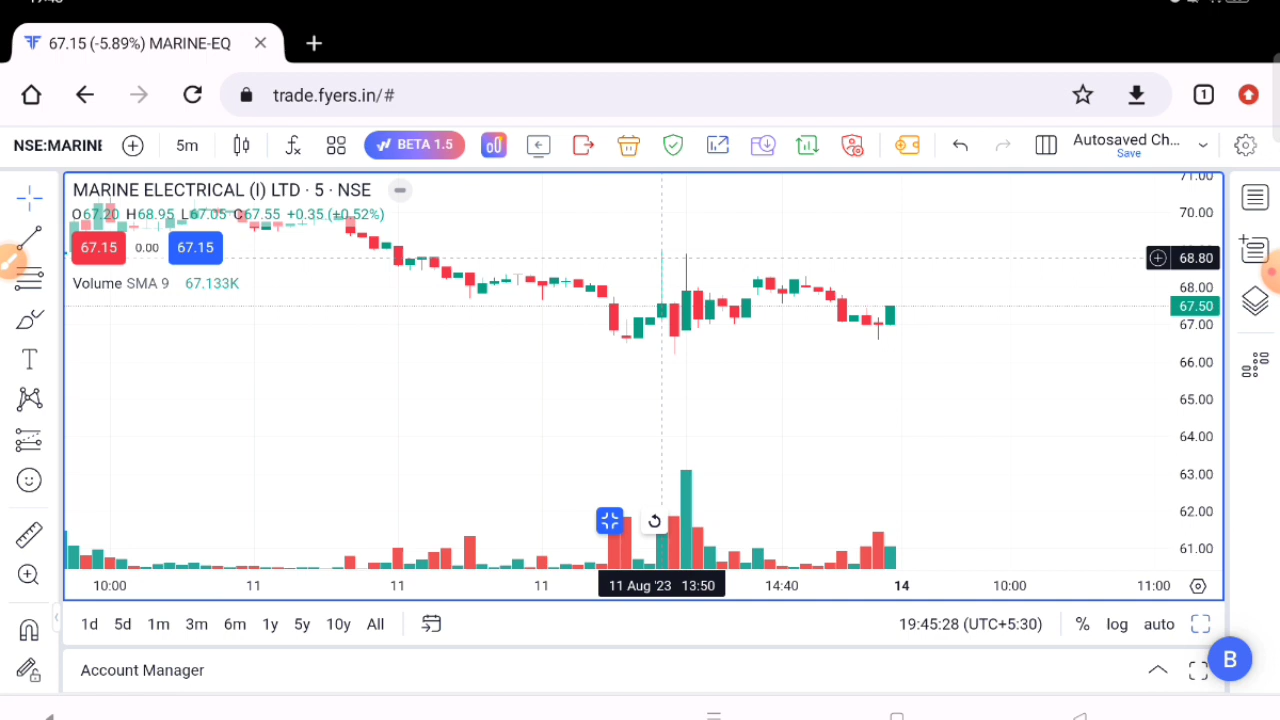 67.15 (-5.89%) MARINE-EQ
trade.fyers.in/#
1
NSE:MARINE
5m
BETA 1.5
Autosaved Ch...
Save
MARINE ELECTRICAL (I) LTD · 5 · NSE
O67.20 H68.95 L67.05 C67.55 +0.35 (+0.52%)
67.15 0.00 67.15
Volume SMA 9 67.133K
71.00
70.00
68.80
68.00
67.50
67.00
66.00
65.00
64.00
63.00
62.00
61.00
10:00 11 11 11 11 Aug '23 13:50 14:40 14 10:00 11:00
1d 5d 1m 3m 6m 1y 5y 10y All
19:45:28 (UTC+5:30) % log auto
B
Account Manager